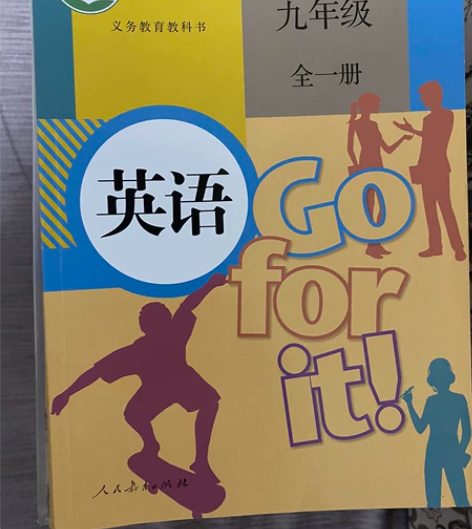 义务教育教科书
九年级
全一册
英语
Go
for
it!
人民教育出版社